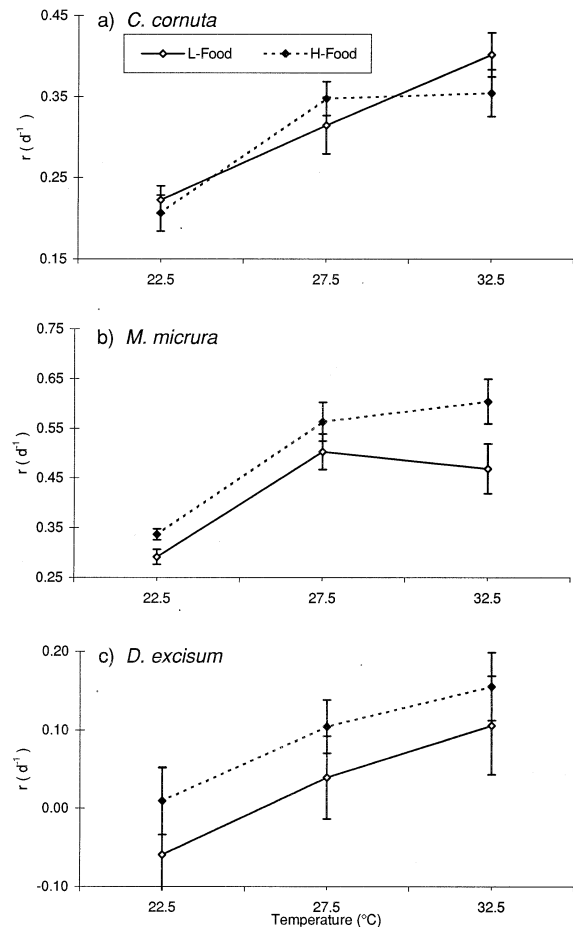 a) C. cornuta
L-Food H-Food
0.45
0.35
0.25
0.15
r ( d⁻¹ )
22.5 27.5 32.5
b) M. micrura
0.75
0.65
0.55
0.45
0.35
0.25
r ( d⁻¹ )
22.5 27.5 32.5
c) D. excisum
0.20
0.10
0.00
-0.10
r ( d⁻¹ )
22.5 27.5 32.5
Temperature (°C)